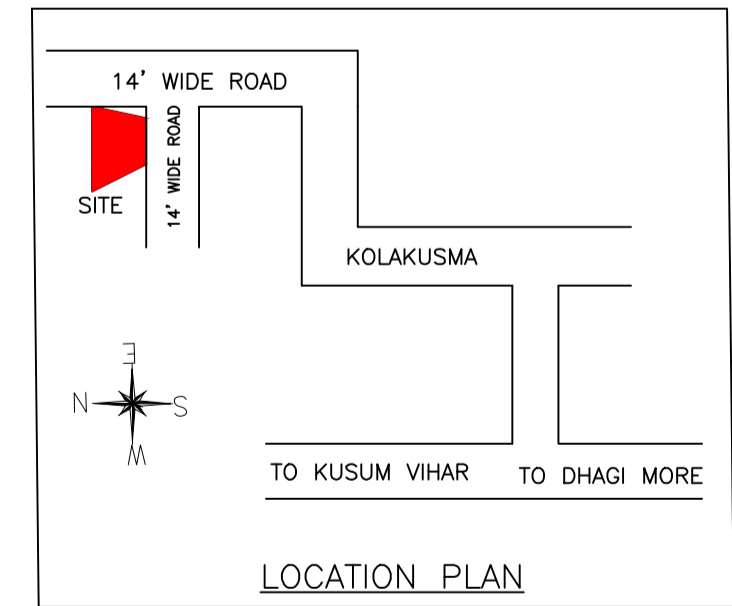 14' WIDE ROAD
14' WIDE ROAD
SITE
KOLAKUSMA
E
N S
W
TO KUSUM VIHAR TO DHAGI MORE
LOCATION PLAN